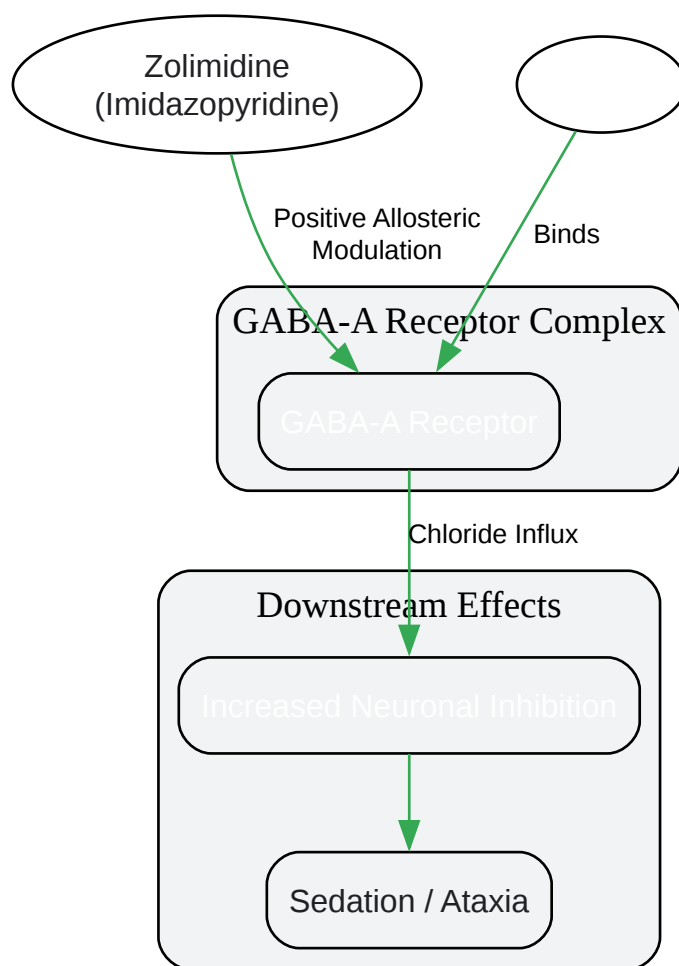 Zolimidine
(Imidazopyridine)
Positive Allosteric
Modulation
Binds
GABA-A Receptor Complex
GABA-A Receptor
Chloride Influx
Downstream Effects
Increased Neuronal Inhibition
Sedation / Ataxia